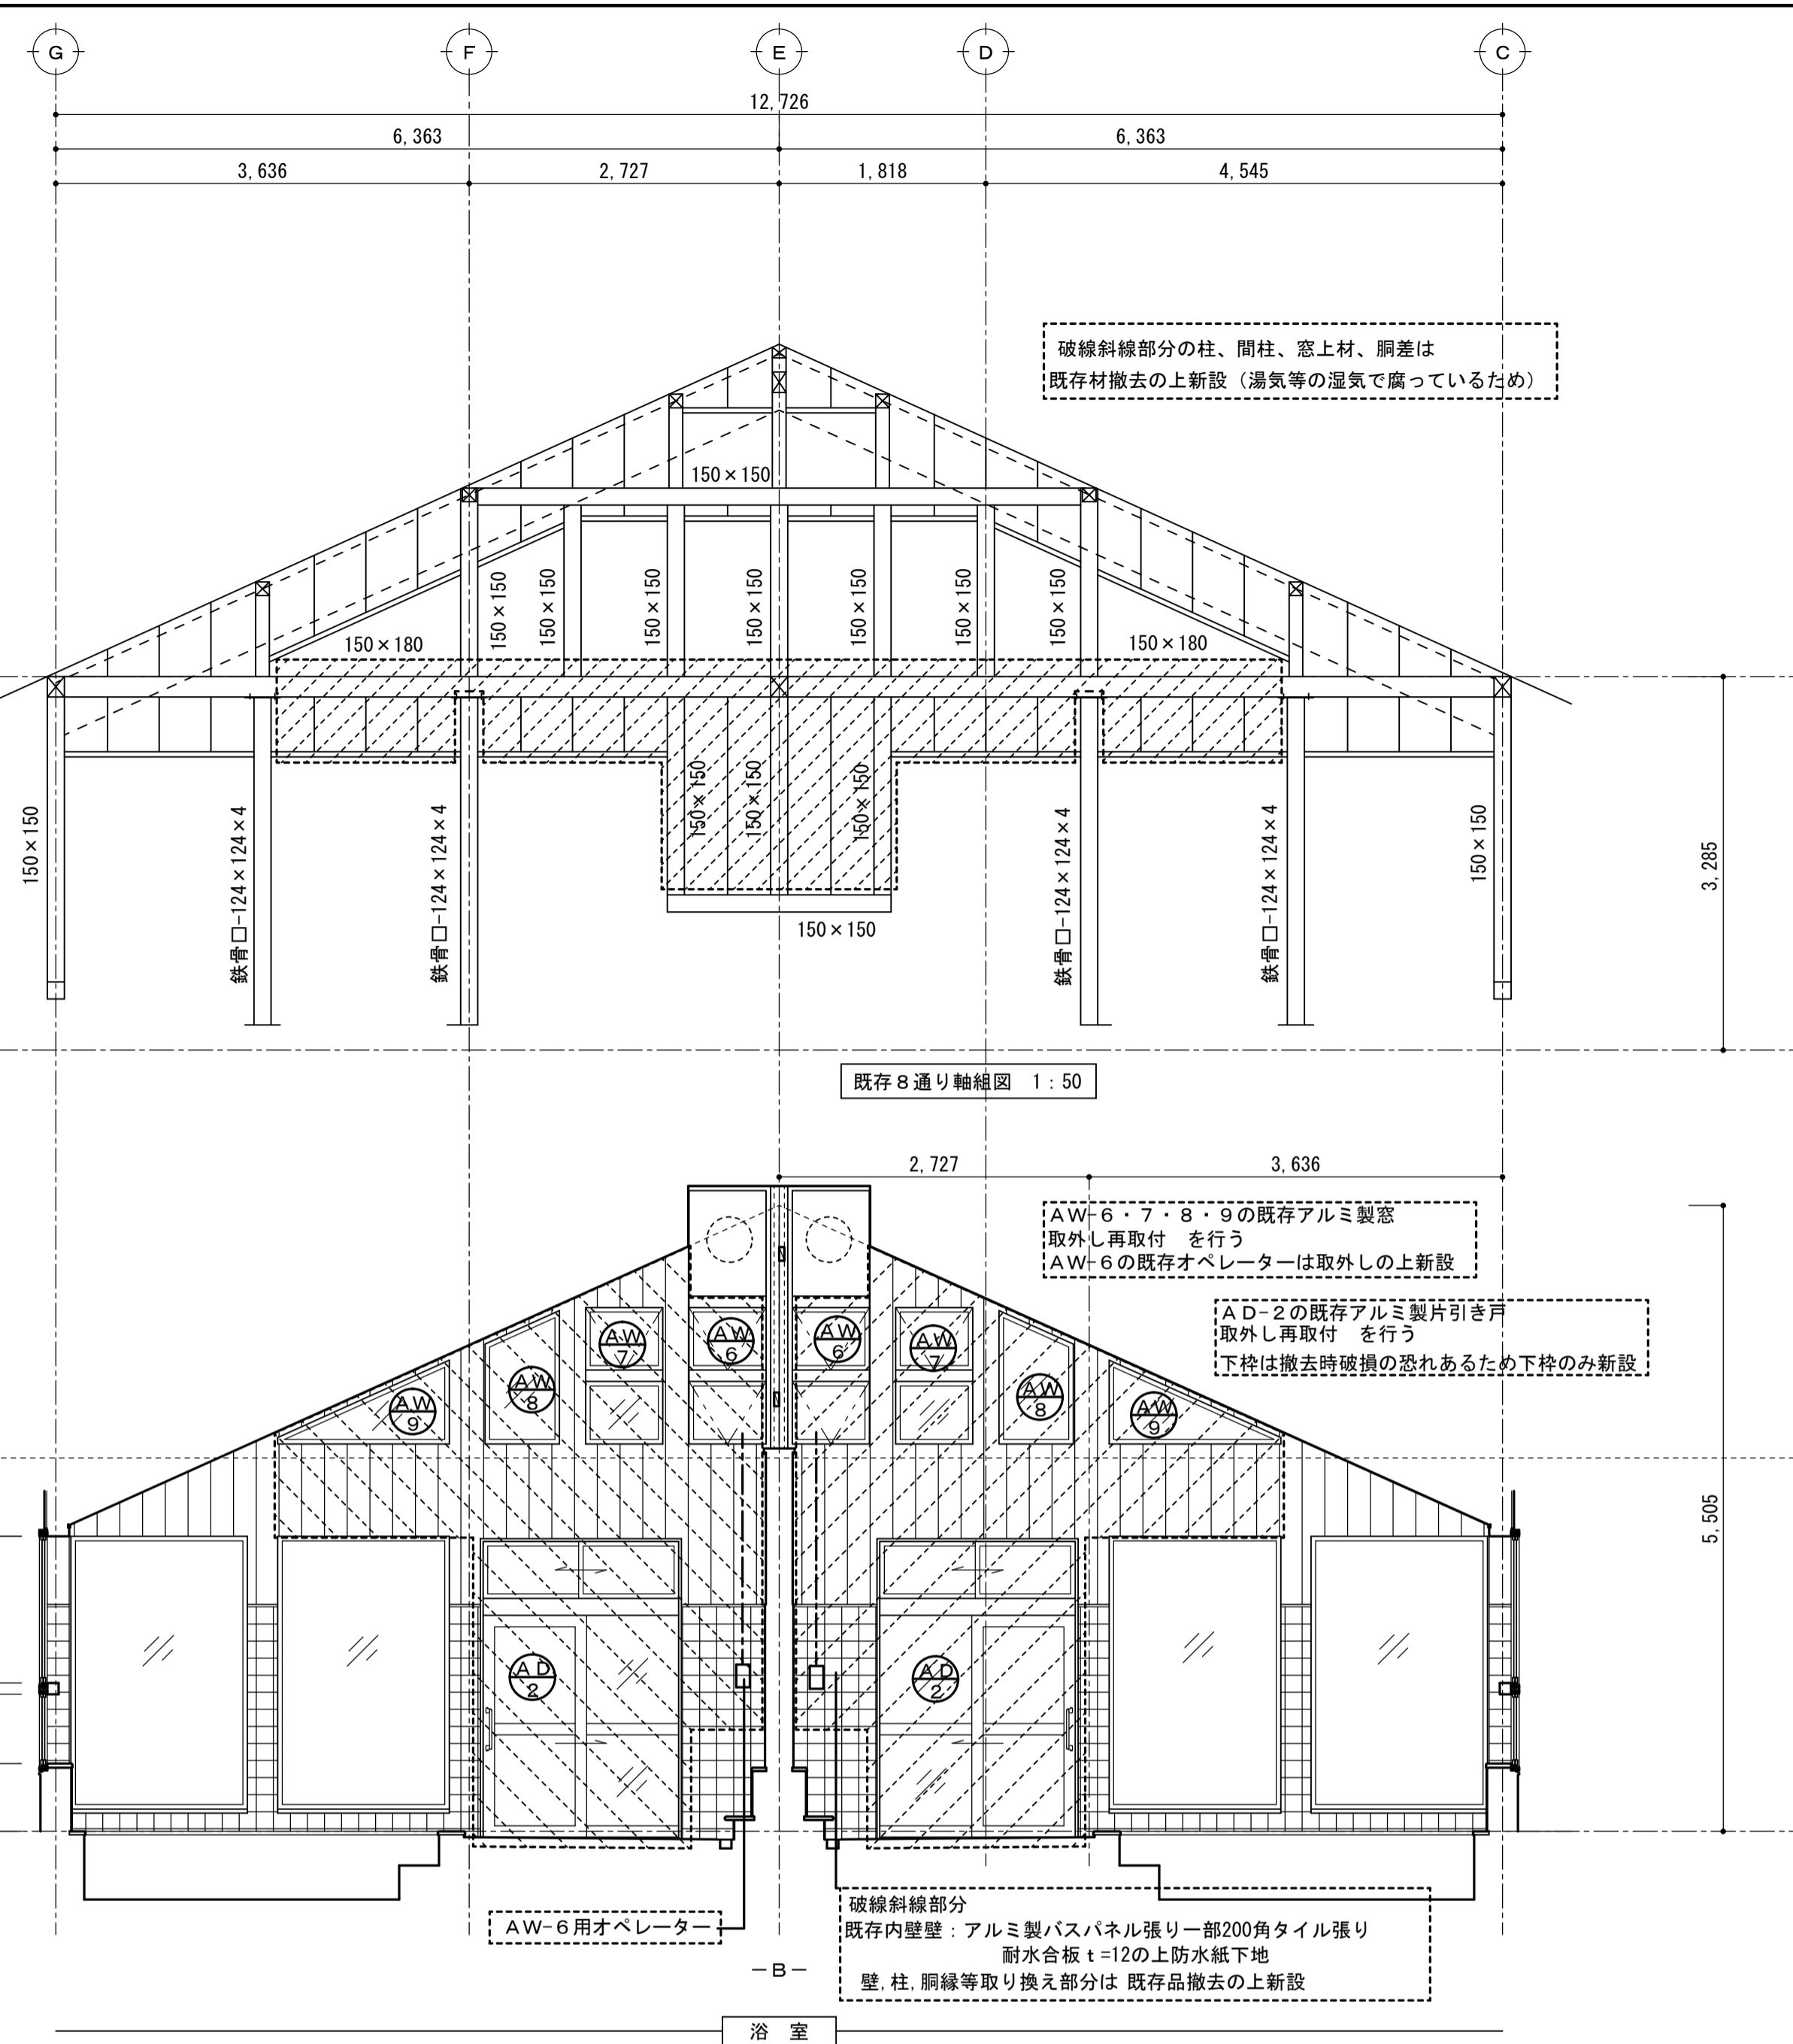 G F E D C
12,726
6,363 6,363
3,636 2,727 1,818 4,545
破線斜線部分の柱、間柱、窓上材、胴差は
既存材撤去の上新設（湯気等の湿気で腐っているため）
150×150
150×150 150×150 150×150 150×150 150×150 150×150 150×150
150×180 150×180
150×150 150×150 150×150
150×150 鉄骨□-124×124×4 鉄骨□-124×124×4 鉄骨□-124×124×4 鉄骨□-124×124×4 150×150
3,285
150×150
既存８通り軸組図 1：50
2,727 3,636
AW-6・7・8・9の既存アルミ製窓
取外し再取付 を行う
AW-6の既存オペレーターは取外しの上新設
AD-2の既存アルミ製片引き戸
取外し再取付 を行う
下枠は撤去時破損の恐れあるため下枠のみ新設
AW 9
AW 8
AW 7
AW 6
AW 6
AW 7
AW 8
AW 9
5,505
AD 2
AD 2
AW-6用オペレーター
破線斜線部分
既存内壁壁：アルミ製バスパネル張り一部200角タイル張り
耐水合板ｔ=12の上防水紙下地
壁,柱,胴縁等取り換え部分は 既存品撤去の上新設
－B－
浴 室